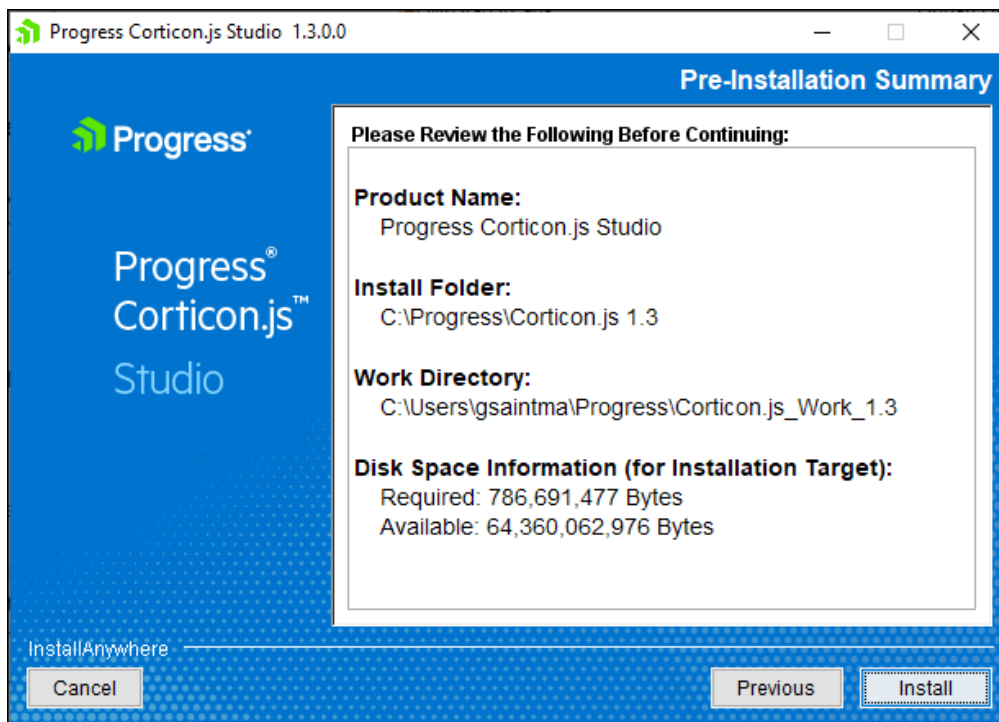 Progress Corticon.js Studio 1.3.0.0
Pre-Installation Summary
Progress
Progress®
Corticon.js™
Studio
Please Review the Following Before Continuing:
Product Name:
Progress Corticon.js Studio
Install Folder:
C:\Progress\Corticon.js 1.3
Work Directory:
C:\Users\gsaintma\Progress\Corticon.js_Work_1.3
Disk Space Information (for Installation Target):
Required: 786,691,477 Bytes
Available: 64,360,062,976 Bytes
InstallAnywhere
Cancel
Previous
Install